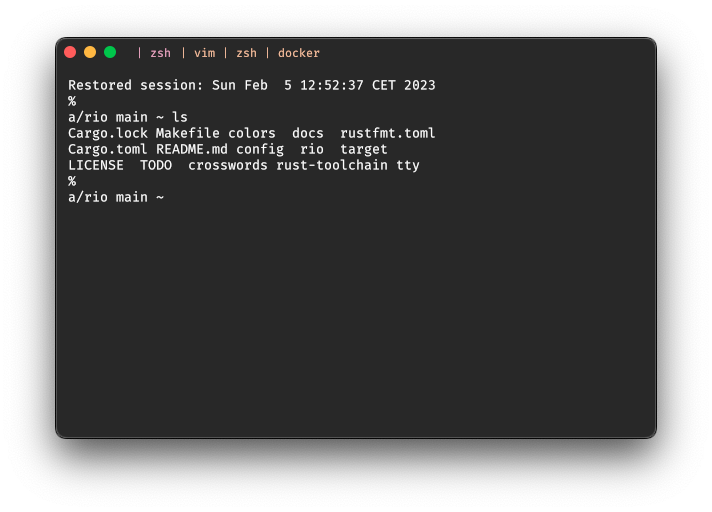 | zsh | vim | zsh | docker
Restored session: Sun Feb  5 12:52:37 CET 2023
%
a/rio main ~ ls
Cargo.lock Makefile colors  docs  rustfmt.toml
Cargo.toml README.md config  rio  target
LICENSE  TODO  crosswords rust-toolchain tty
%
a/rio main ~